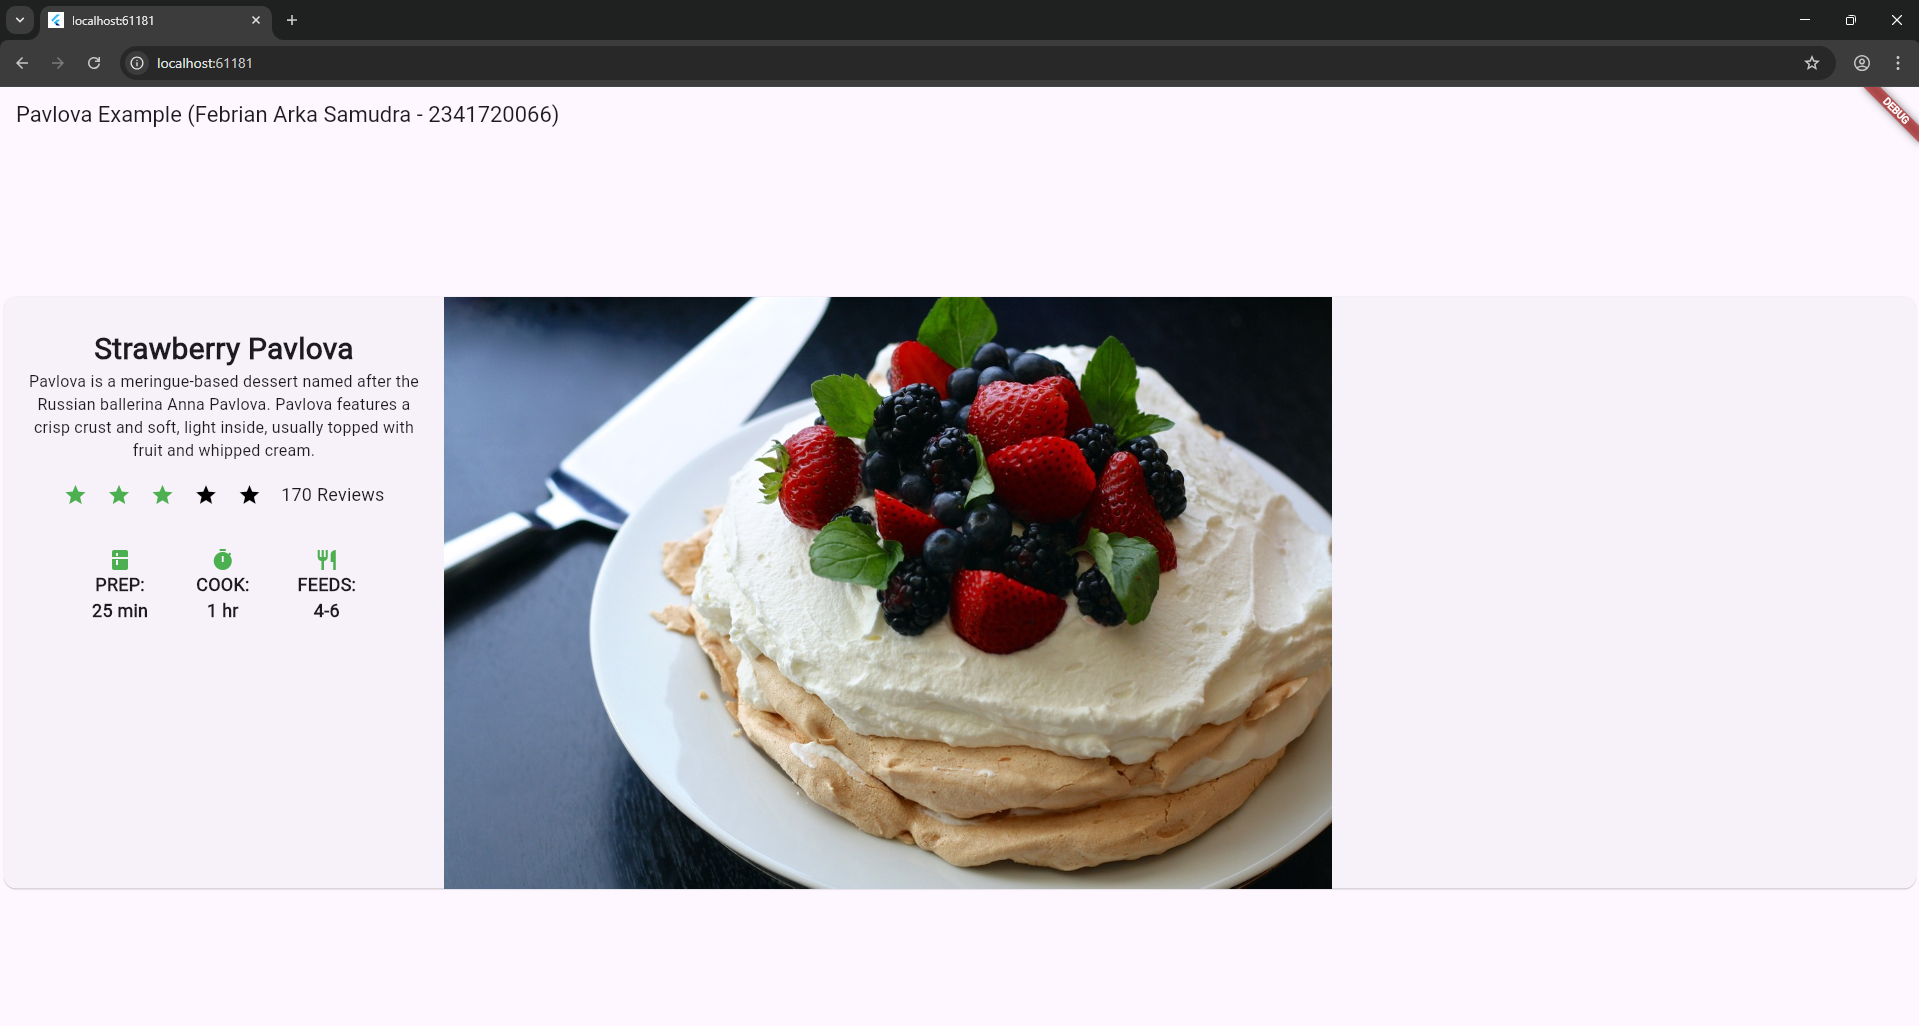 localhost:61181
localhost:61181
Pavlova Example (Febrian Arka Samudra - 2341720066)
DEBUG
Strawberry Pavlova
Pavlova is a meringue-based dessert named after the
Russian ballerina Anna Pavlova. Pavlova features a
crisp crust and soft, light inside, usually topped with
fruit and whipped cream.
170 Reviews
PREP:
25 min
COOK:
1 hr
FEEDS:
4-6